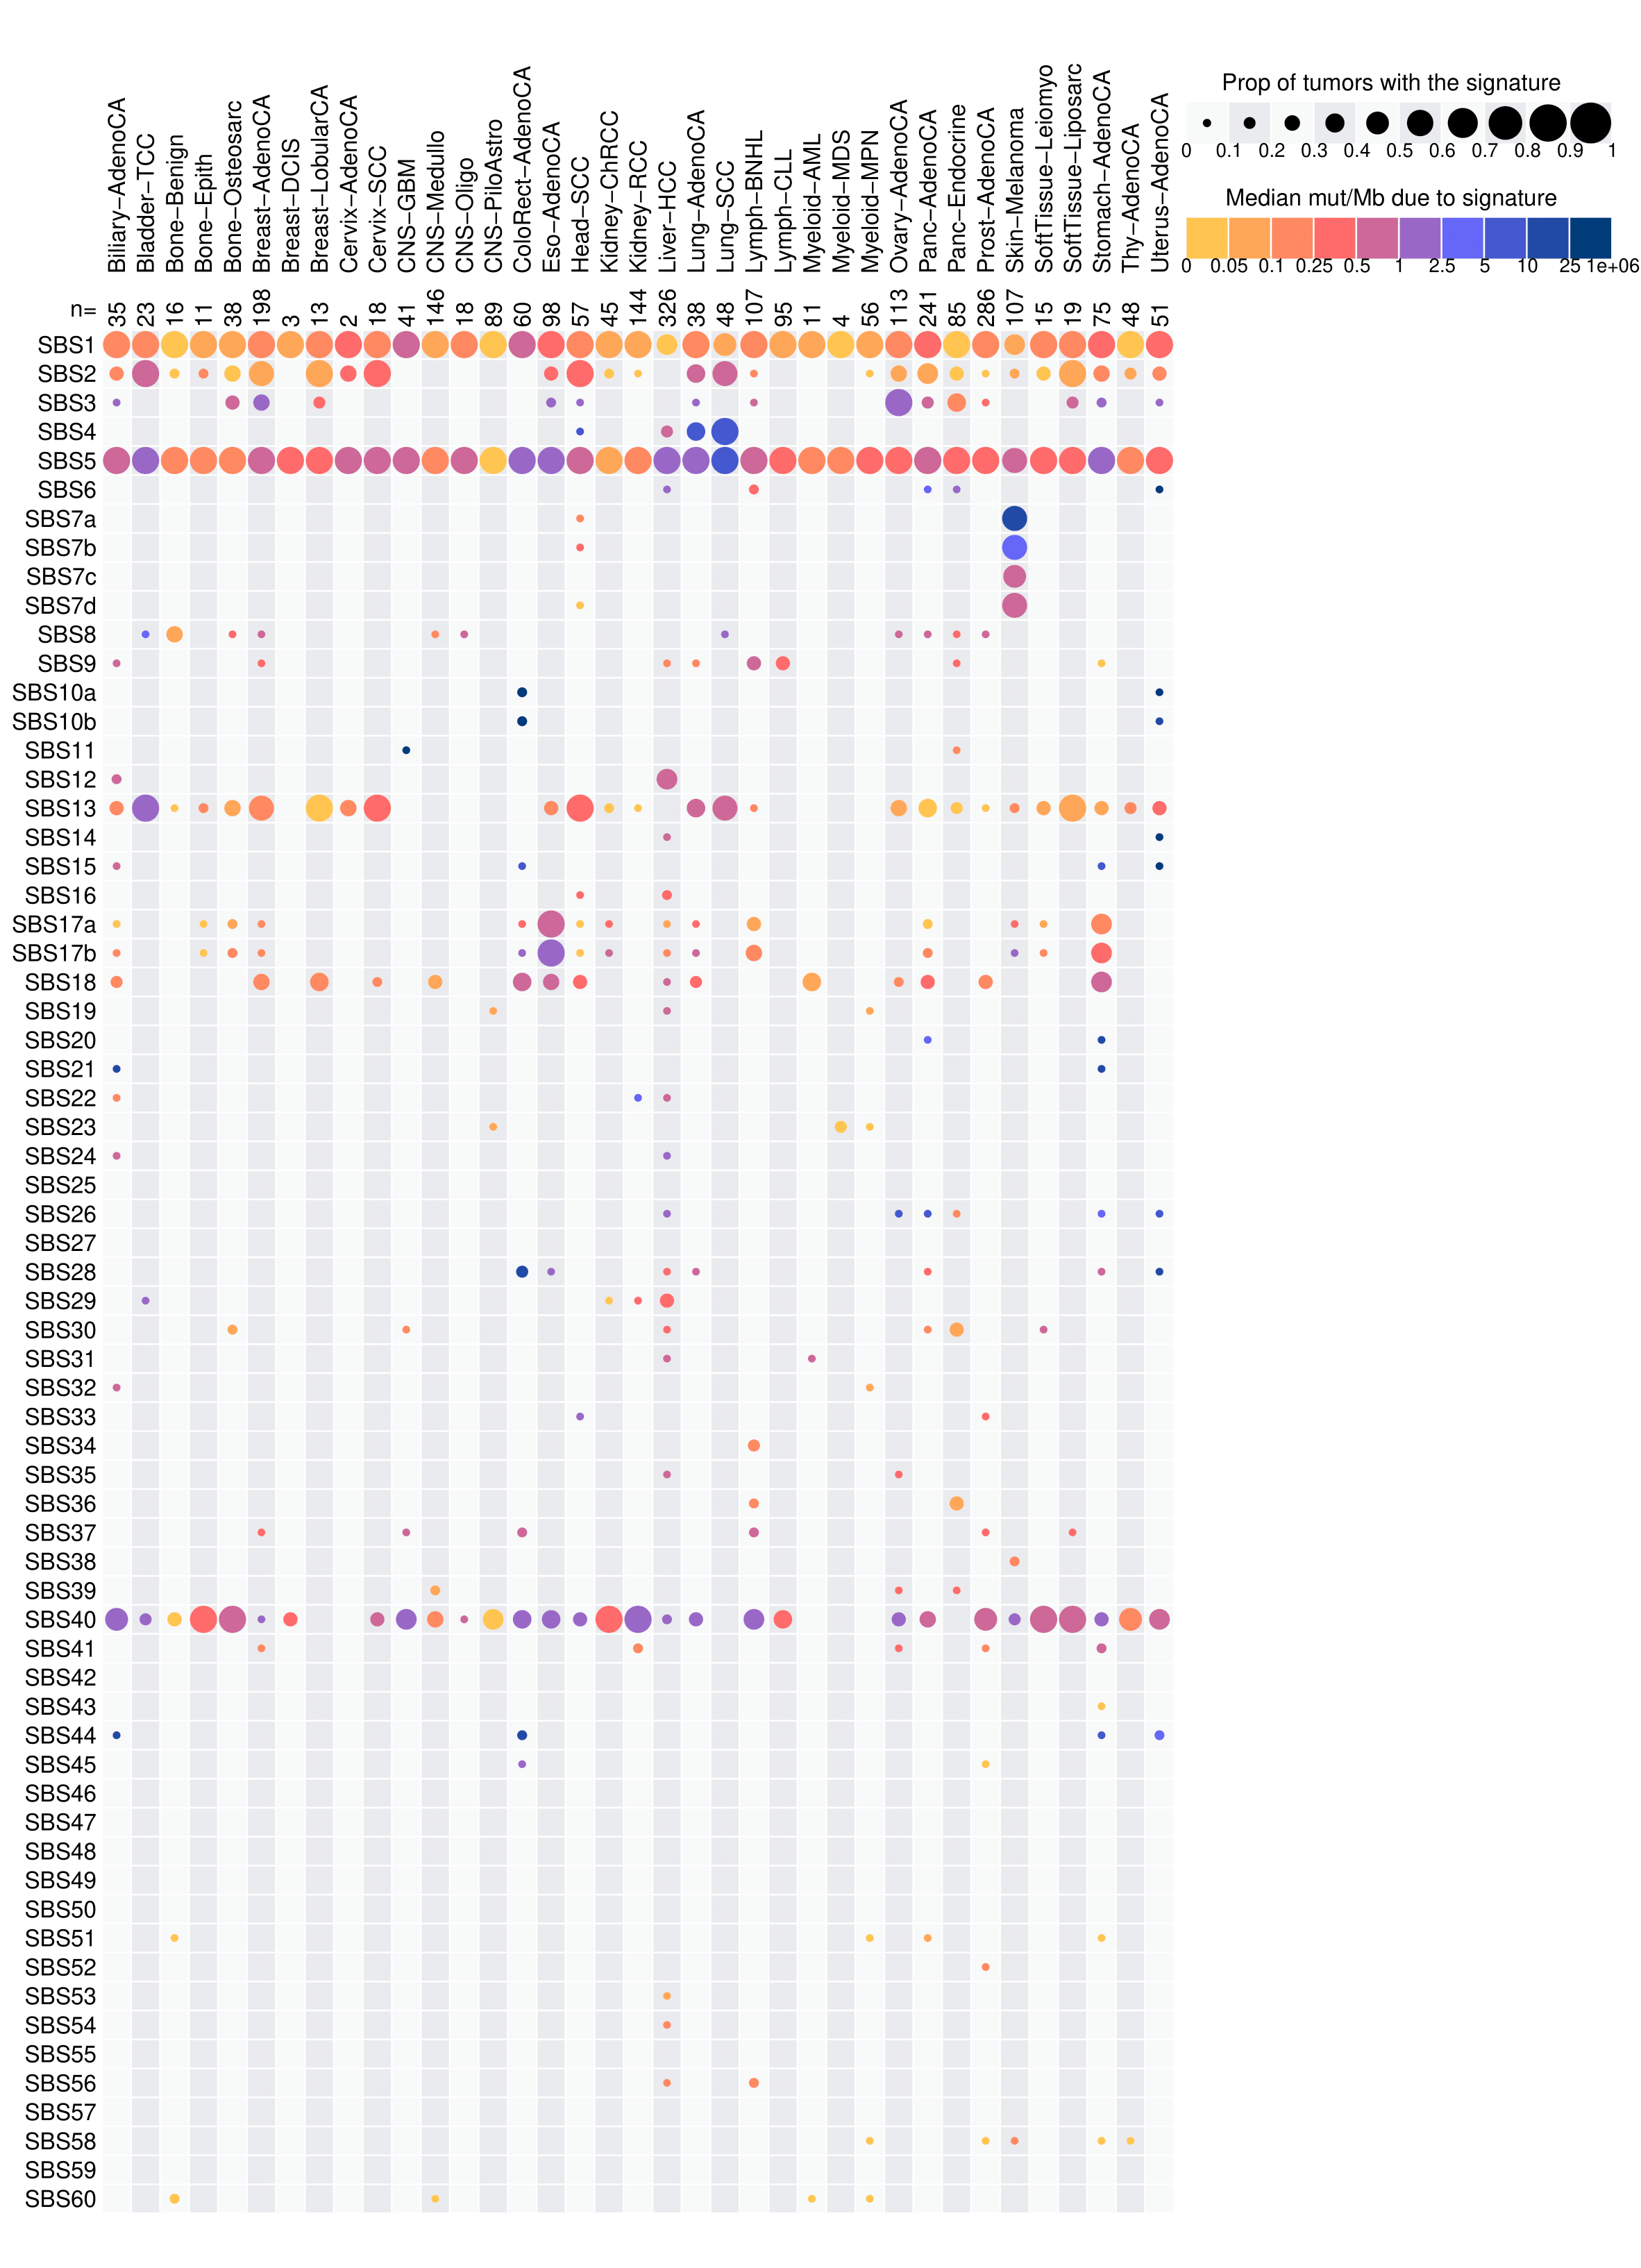 Prop of tumors with the signature
0 0.1 0.2 0.3 0.4 0.5 0.6 0.7 0.8 0.9 1
Median mut/Mb due to signature
0 0.05 0.1 0.25 0.5 1 2.5 5 10 25 1e+06
Biliary−AdenoCA
Bladder−TCC
Bone−Benign
Bone−Epith
Bone−Osteosarc
Breast−AdenoCA
Breast−DCIS
Breast−LobularCA
Cervix−AdenoCA
Cervix−SCC
CNS−GBM
CNS−Medullo
CNS−Oligo
CNS−PiloAstro
ColoRect−AdenoCA
Eso−AdenoCA
Head−SCC
Kidney−ChRCC
Kidney−RCC
Liver−HCC
Lung−AdenoCA
Lung−SCC
Lymph−BNHL
Lymph−CLL
Myeloid−AML
Myeloid−MDS
Myeloid−MPN
Ovary−AdenoCA
Panc−AdenoCA
Panc−Endocrine
Prost−AdenoCA
Skin−Melanoma
SoftTissue−Leiomyo
SoftTissue−Liposarc
Stomach−AdenoCA
Thy−AdenoCA
Uterus−AdenoCA
n= 35 23 16 11 38 198 3 13 2 18 41 146 18 89 60 98 57 45 144 326 38 48 107 95 11 4 56 113 241 85 286 107 15 19 75 48 51
SBS1
SBS2
SBS3
SBS4
SBS5
SBS6
SBS7a
SBS7b
SBS7c
SBS7d
SBS8
SBS9
SBS10a
SBS10b
SBS11
SBS12
SBS13
SBS14
SBS15
SBS16
SBS17a
SBS17b
SBS18
SBS19
SBS20
SBS21
SBS22
SBS23
SBS24
SBS25
SBS26
SBS27
SBS28
SBS29
SBS30
SBS31
SBS32
SBS33
SBS34
SBS35
SBS36
SBS37
SBS38
SBS39
SBS40
SBS41
SBS42
SBS43
SBS44
SBS45
SBS46
SBS47
SBS48
SBS49
SBS50
SBS51
SBS52
SBS53
SBS54
SBS55
SBS56
SBS57
SBS58
SBS59
SBS60